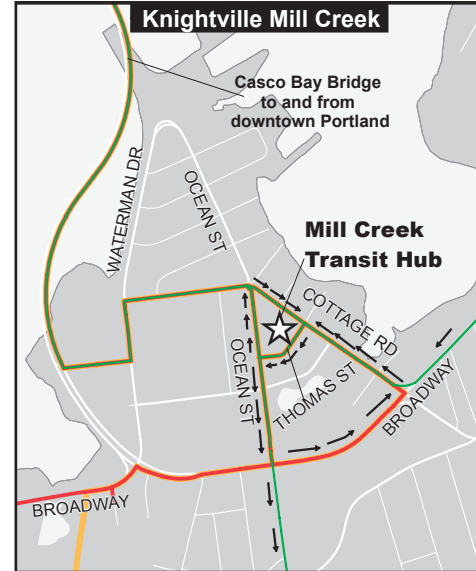 Knightville Mill Creek
Casco Bay Bridge
to and from
downtown Portland
WATERMAN DR
OCEAN ST
Mill Creek
Transit Hub
COTTAGE RD
OCEAN ST
THOMAS ST
BROADWAY
BROADWAY